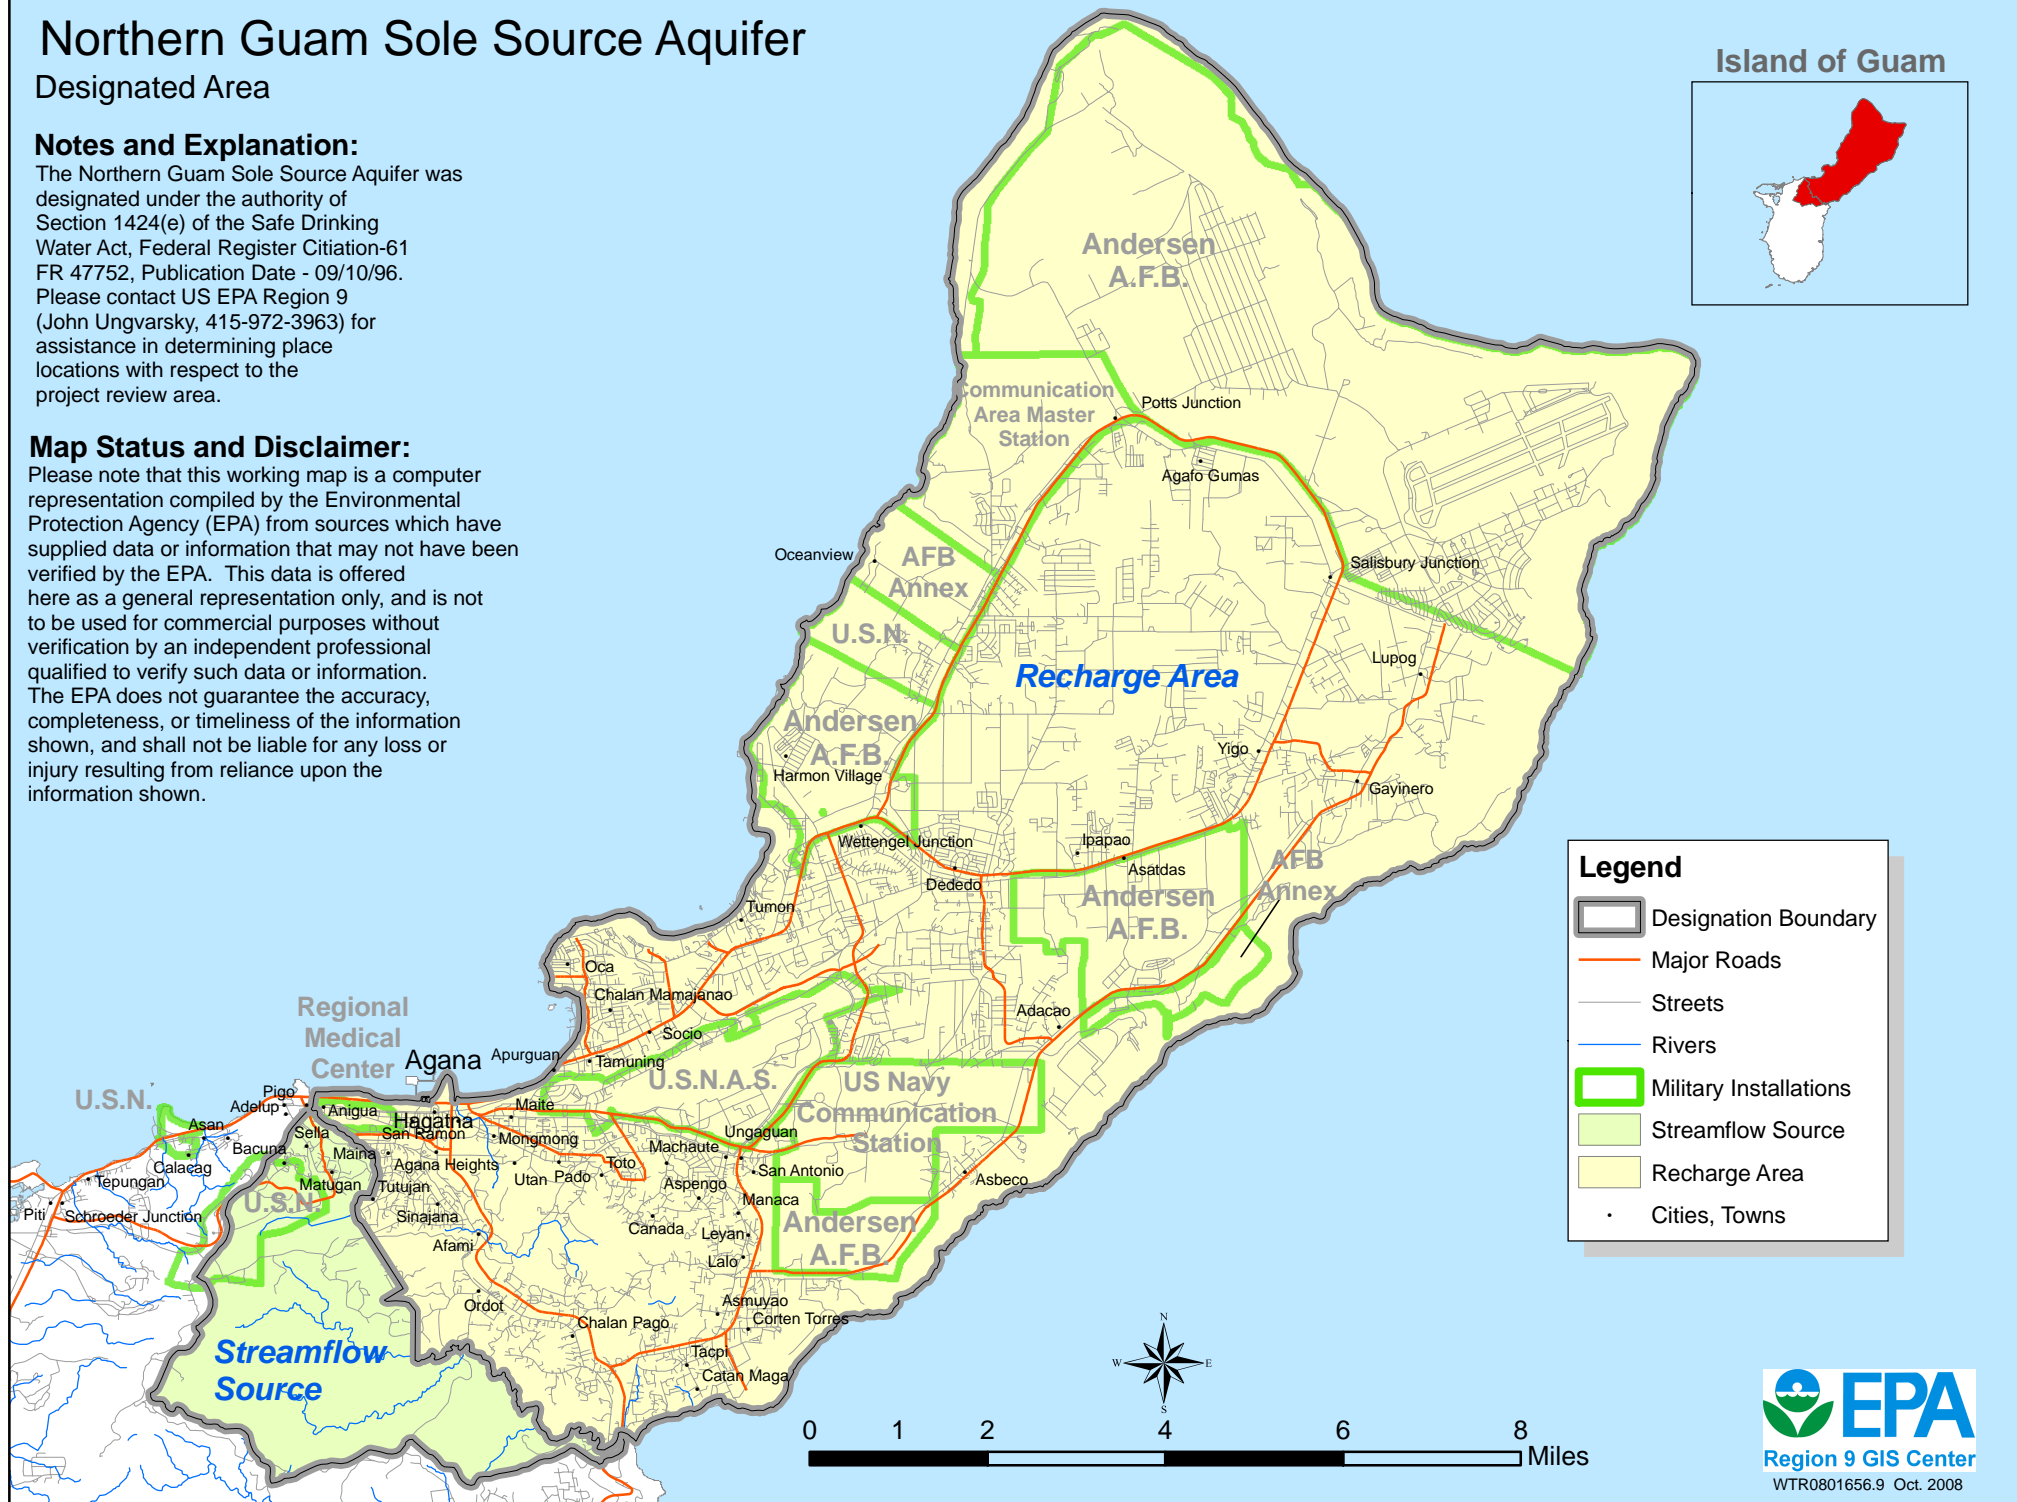 Northern Guam Sole Source Aquifer
Designated Area
Notes and Explanation:
The Northern Guam Sole Source Aquifer was
designated under the authority of
Section 1424(e) of the Safe Drinking
Water Act, Federal Register Citiation-61
FR 47752, Publication Date - 09/10/96.
Please contact US EPA Region 9
(John Ungvarsky, 415-972-3963) for
assistance in determining place
locations with respect to the
project review area.
Map Status and Disclaimer:
Please note that this working map is a computer
representation compiled by the Environmental
Protection Agency (EPA) from sources which have
supplied data or information that may not have been
verified by the EPA.  This data is offered
here as a general representation only, and is not
to be used for commercial purposes without
verification by an independent professional
qualified to verify such data or information.
The EPA does not guarantee the accuracy,
completeness, or timeliness of the information
shown, and shall not be liable for any loss or
injury resulting from reliance upon the
information shown.
Island of Guam
Andersen
A.F.B.
Communication
Area Master
Station
Potts Junction
Agafo Gumas
Oceanview
AFB
Annex
Salisbury Junction
U.S.N.
Lupog
Recharge Area
Andersen
A.F.B.
Harmon Village
Yigo
Gayinero
Wettengel Junction
Ipapao
Asatdas
Dededo
AFB
Annex
Andersen
A.F.B.
Tumon
Oca
Chalan Mamajanao
Adacao
Socio
Regional
Medical
Center
Agana
Apurguan
Tamuning
U.S.N.A.S.
US Navy
Communication
Station
U.S.N.
Pigo
Adelup
Anigua
Maite
Hagatna
Asan
Sella
San Ramon
Mongmong
Ungaguan
Machaute
Bacuna
Maina
Agana Heights
Calacag
Toto
San Antonio
Tepungan
Matugan
Tutujan
Utan
Pado
Aspengo
Asbeco
U.S.N.
Manaca
Piti
Schroeder Junction
Sinajana
Canada
Leyan
Andersen
A.F.B.
Afami
Lalo
Ordot
Asmuyao
Chalan Pago
Corten Torres
Streamflow
Source
Tacpi
Catan Maga
Legend
Designation Boundary
Major Roads
Streets
Rivers
Military Installations
Streamflow Source
Recharge Area
Cities, Towns
N
W
E
S
0 1 2 4 6 8
Miles
EPA
Region 9 GIS Center
WTR0801656.9  Oct. 2008